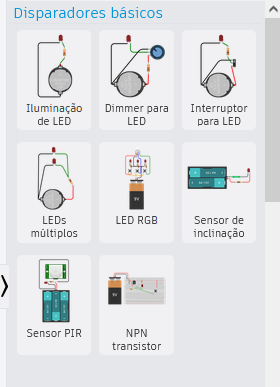 Disparadores básicos
Iluminação
de LED
Dimmer para
LED
Interruptor
para LED
LEDs
múltiplos
LED RGB
Sensor de
inclinação
9V
Sensor PIR
NPN
transistor